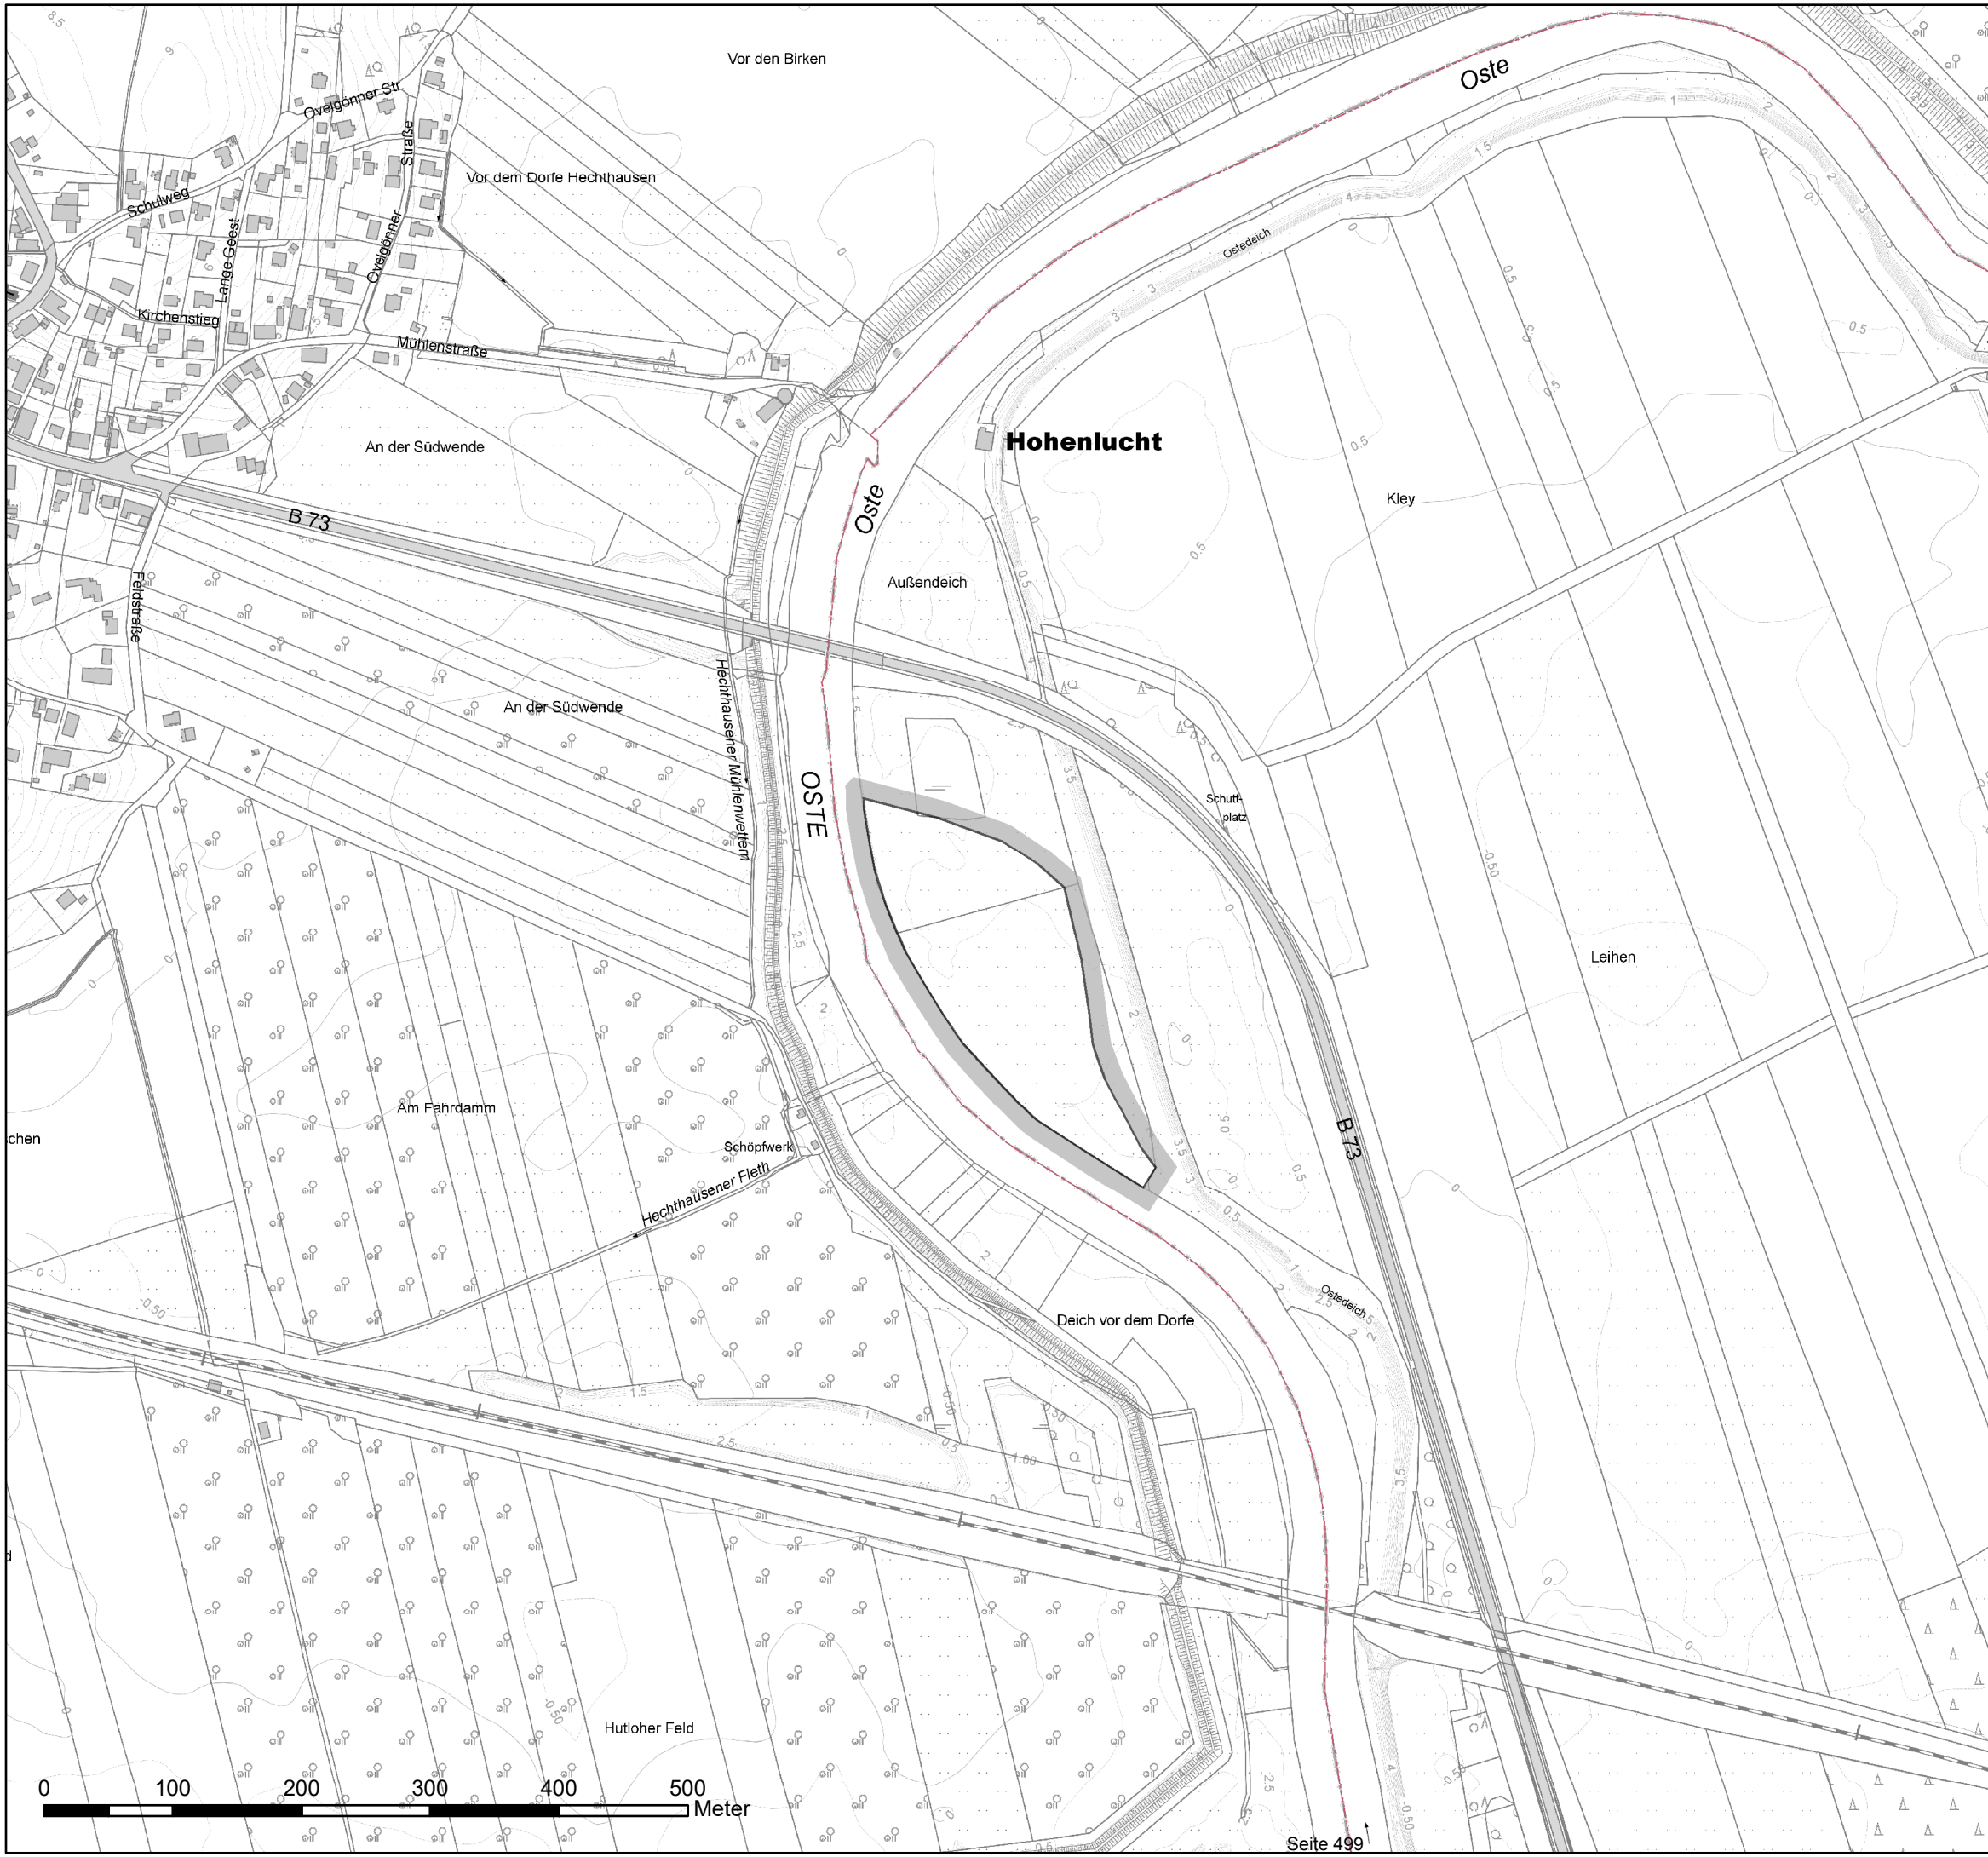 Vor den Birken
Oste
Ovelgönner Str.
Straße
Vor dem Dorfe Hechthausen
Schulweg
Lange Geest
Ovelgönner
Ostedeich
Kirchenstieg
Mühlenstraße
Hohenlucht
An der Südwende
Kley
Oste
B 73
Außendeich
Feldstraße
Hechthausener Mühlenwettern
An der Südwende
OSTE
Schutt-
platz
Leihen
Am Fahrdamm
schen
Schöpfwerk
B 73
Hechthausener Fleth
Ostedeich
Deich vor dem Dorfe
d
Hutloher Feld
0 100 200 300 400 500
Meter
Seite 499